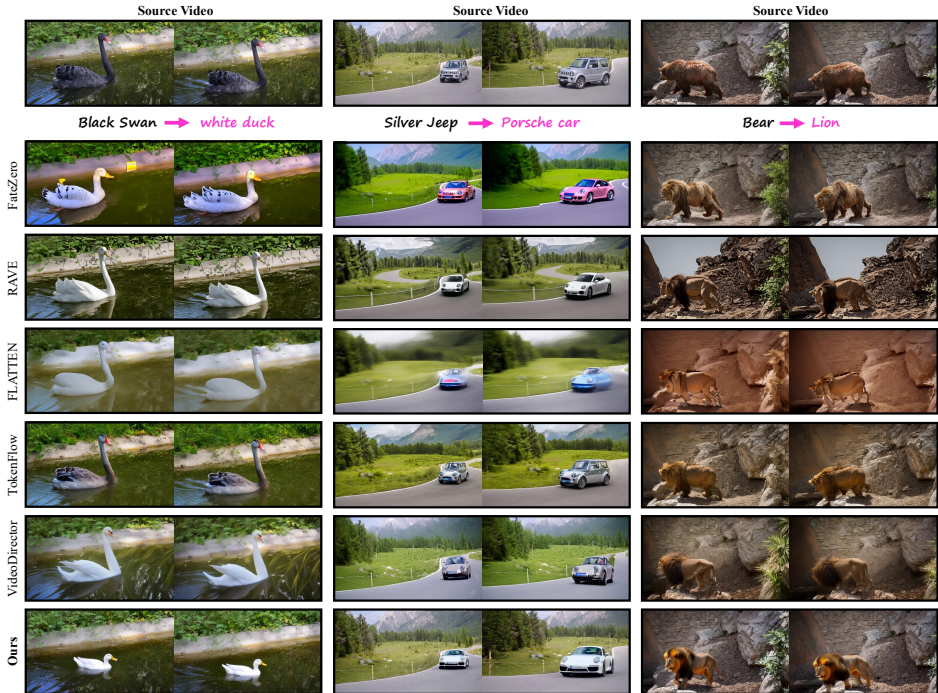 Source Video
Source Video
Source Video
Black Swan white duck
Silver Jeep Porsche car
Bear Lion
FateZero
RAVE
FLATTEN
TokenFlow
VideoDirector
Ours